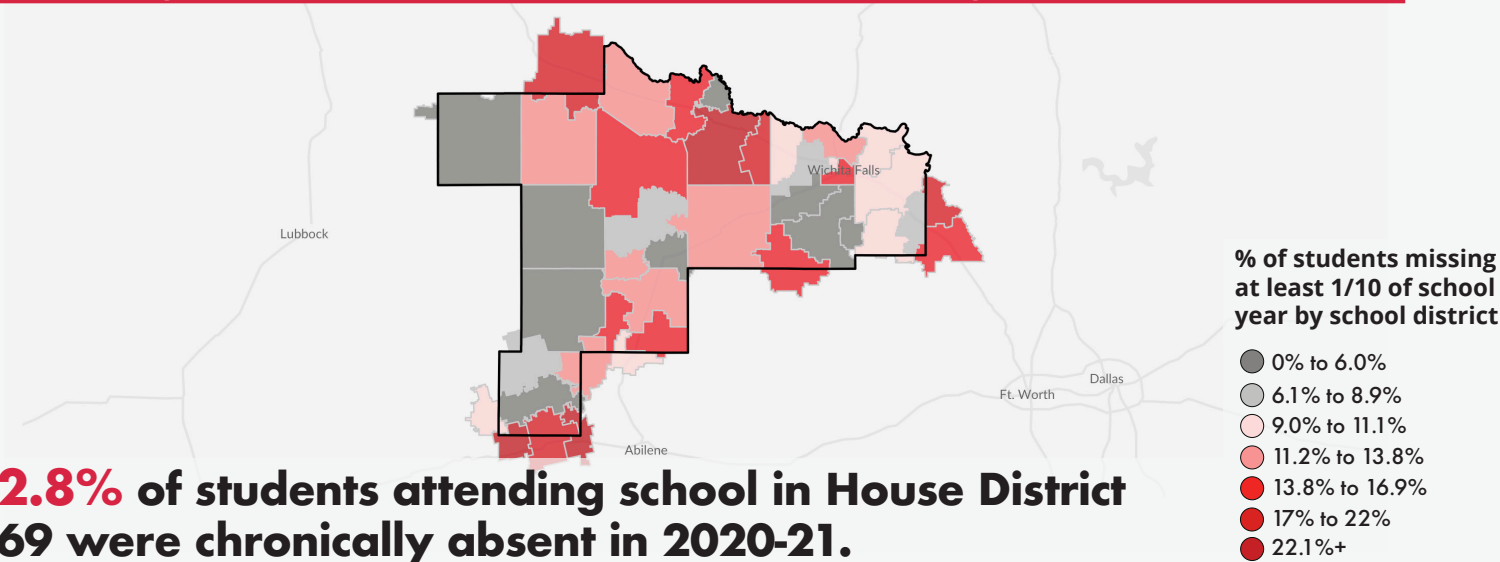 Wichita Falls
Lubbock
% of students missing
at least 1/10 of school
year by school district
0% to 6.0%
6.1% to 8.9%
9.0% to 11.1%
11.2% to 13.8%
13.8% to 16.9%
17% to 22%
22.1%+
Dallas
Ft. Worth
Abilene
2.8% of students attending school in House District
69 were chronically absent in 2020-21.